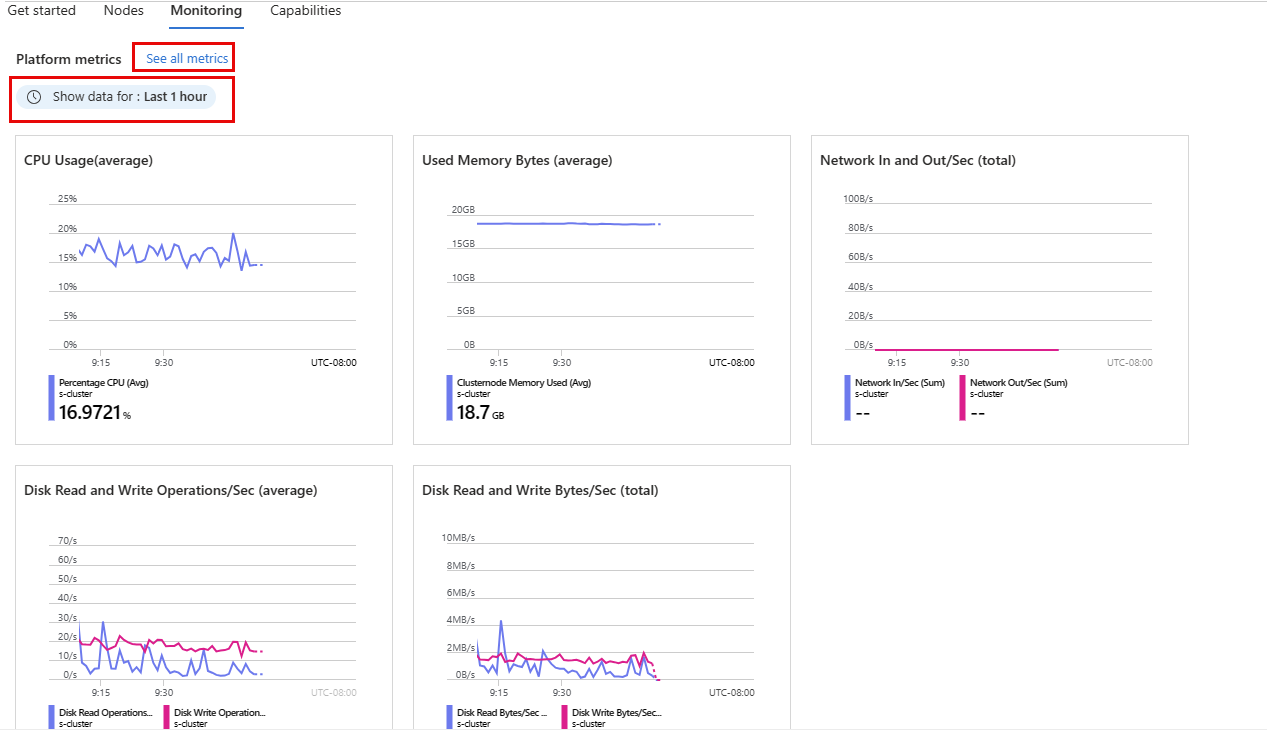 Get started Nodes Monitoring Capabilities
Platform metrics See all metrics
Show data for : Last 1 hour
CPU Usage(average)
25%
20%
15%
10%
5%
0%
9:15 9:30 UTC-08:00
Percentage CPU (Avg)
s-cluster
16.9721 %
Used Memory Bytes (average)
20GB
15GB
10GB
5GB
0B
9:15 9:30 UTC-08:00
Clusternode Memory Used (Avg)
s-cluster
18.7 GB
Network In and Out/Sec (total)
100B/s
80B/s
60B/s
40B/s
20B/s
0B/s
9:15 9:30 UTC-08:00
Network In/Sec (Sum) Network Out/Sec (Sum)
s-cluster s-cluster
-- --
Disk Read and Write Operations/Sec (average)
70/s
60/s
50/s
40/s
30/s
20/s
10/s
0/s
9:15 9:30 UTC-08:00
Disk Read Operations... Disk Write Operation...
s-cluster s-cluster
Disk Read and Write Bytes/Sec (total)
10MB/s
8MB/s
6MB/s
4MB/s
2MB/s
0B/s
9:15 9:30 UTC-08:00
Disk Read Bytes/Sec ... Disk Write Bytes/Sec...
s-cluster s-cluster